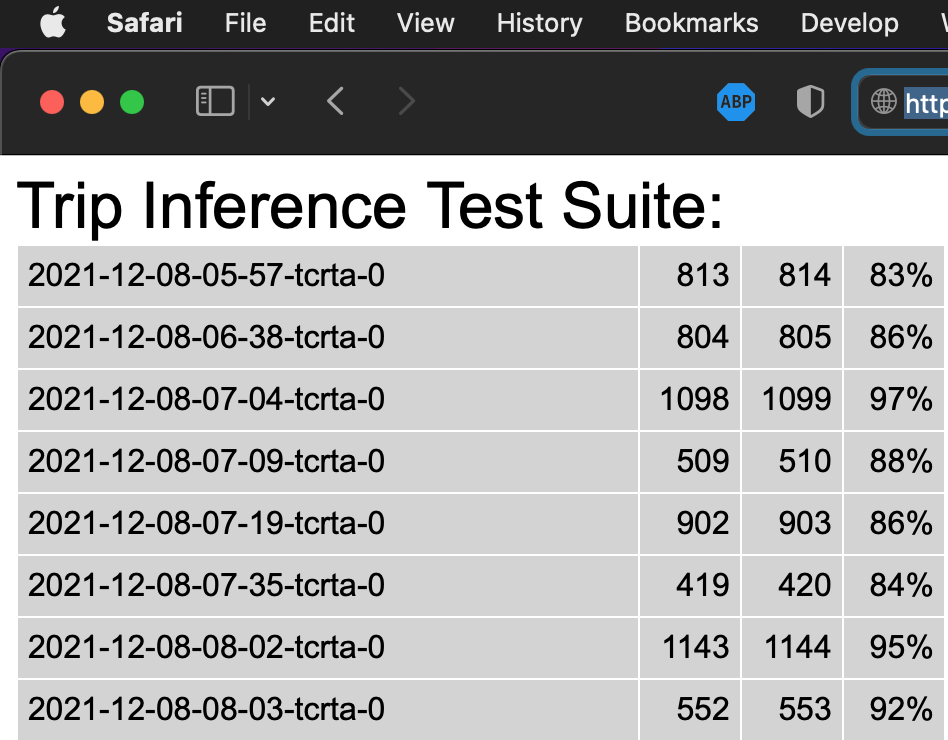 Safari File Edit View History Bookmarks Develop
ABP http
Trip Inference Test Suite:
2021-12-08-05-57-tcrta-0 813 814 83%
2021-12-08-06-38-tcrta-0 804 805 86%
2021-12-08-07-04-tcrta-0 1098 1099 97%
2021-12-08-07-09-tcrta-0 509 510 88%
2021-12-08-07-19-tcrta-0 902 903 86%
2021-12-08-07-35-tcrta-0 419 420 84%
2021-12-08-08-02-tcrta-0 1143 1144 95%
2021-12-08-08-03-tcrta-0 552 553 92%